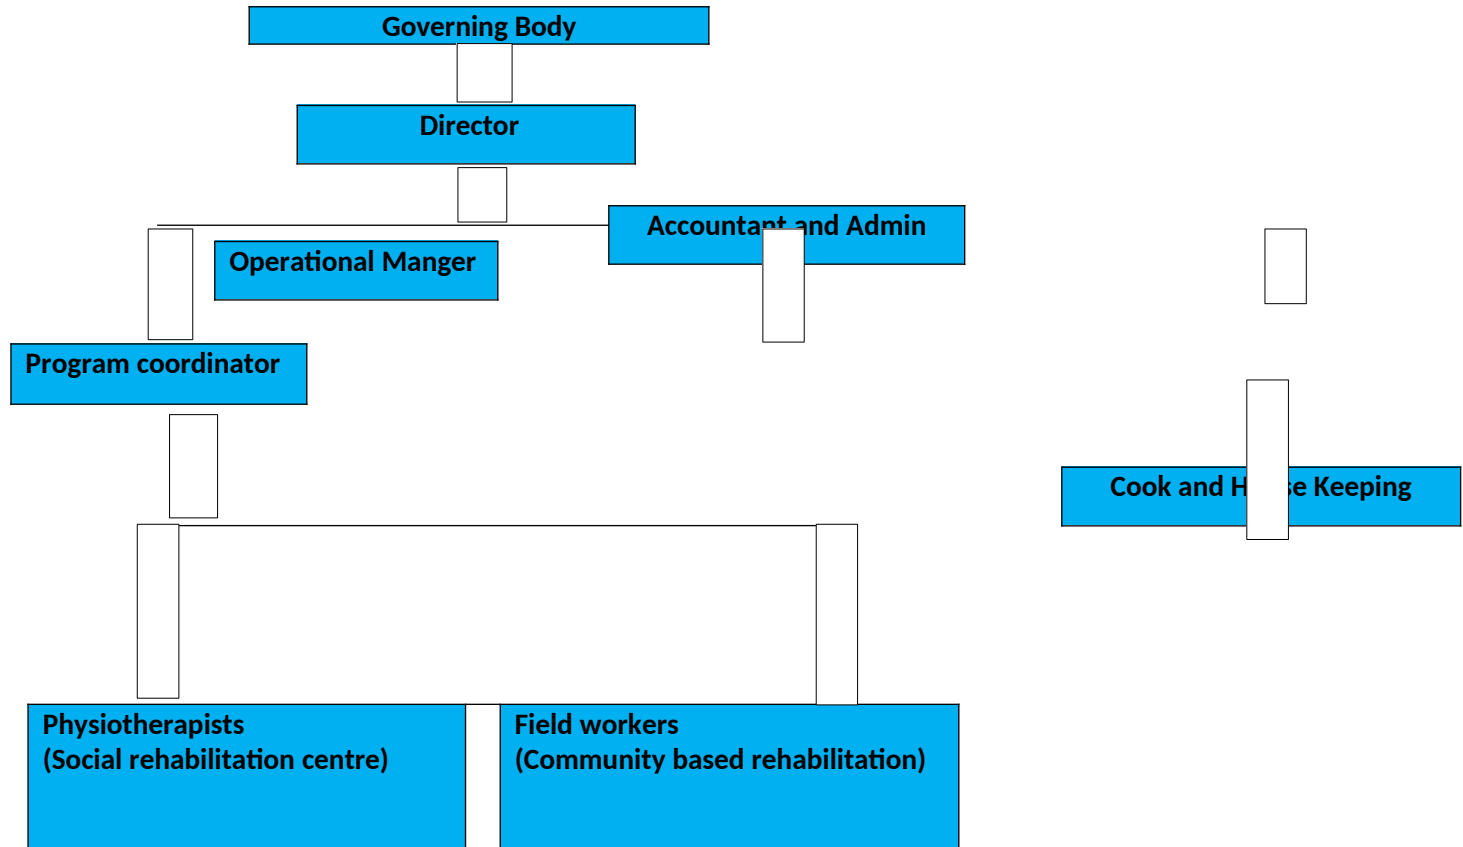 Governing Body
Director
Accountant and Admin
Operational Manger
Program coordinator
Cook and H se Keeping
Physiotherapists
(Social rehabilitation centre)
Field workers
(Community based rehabilitation)